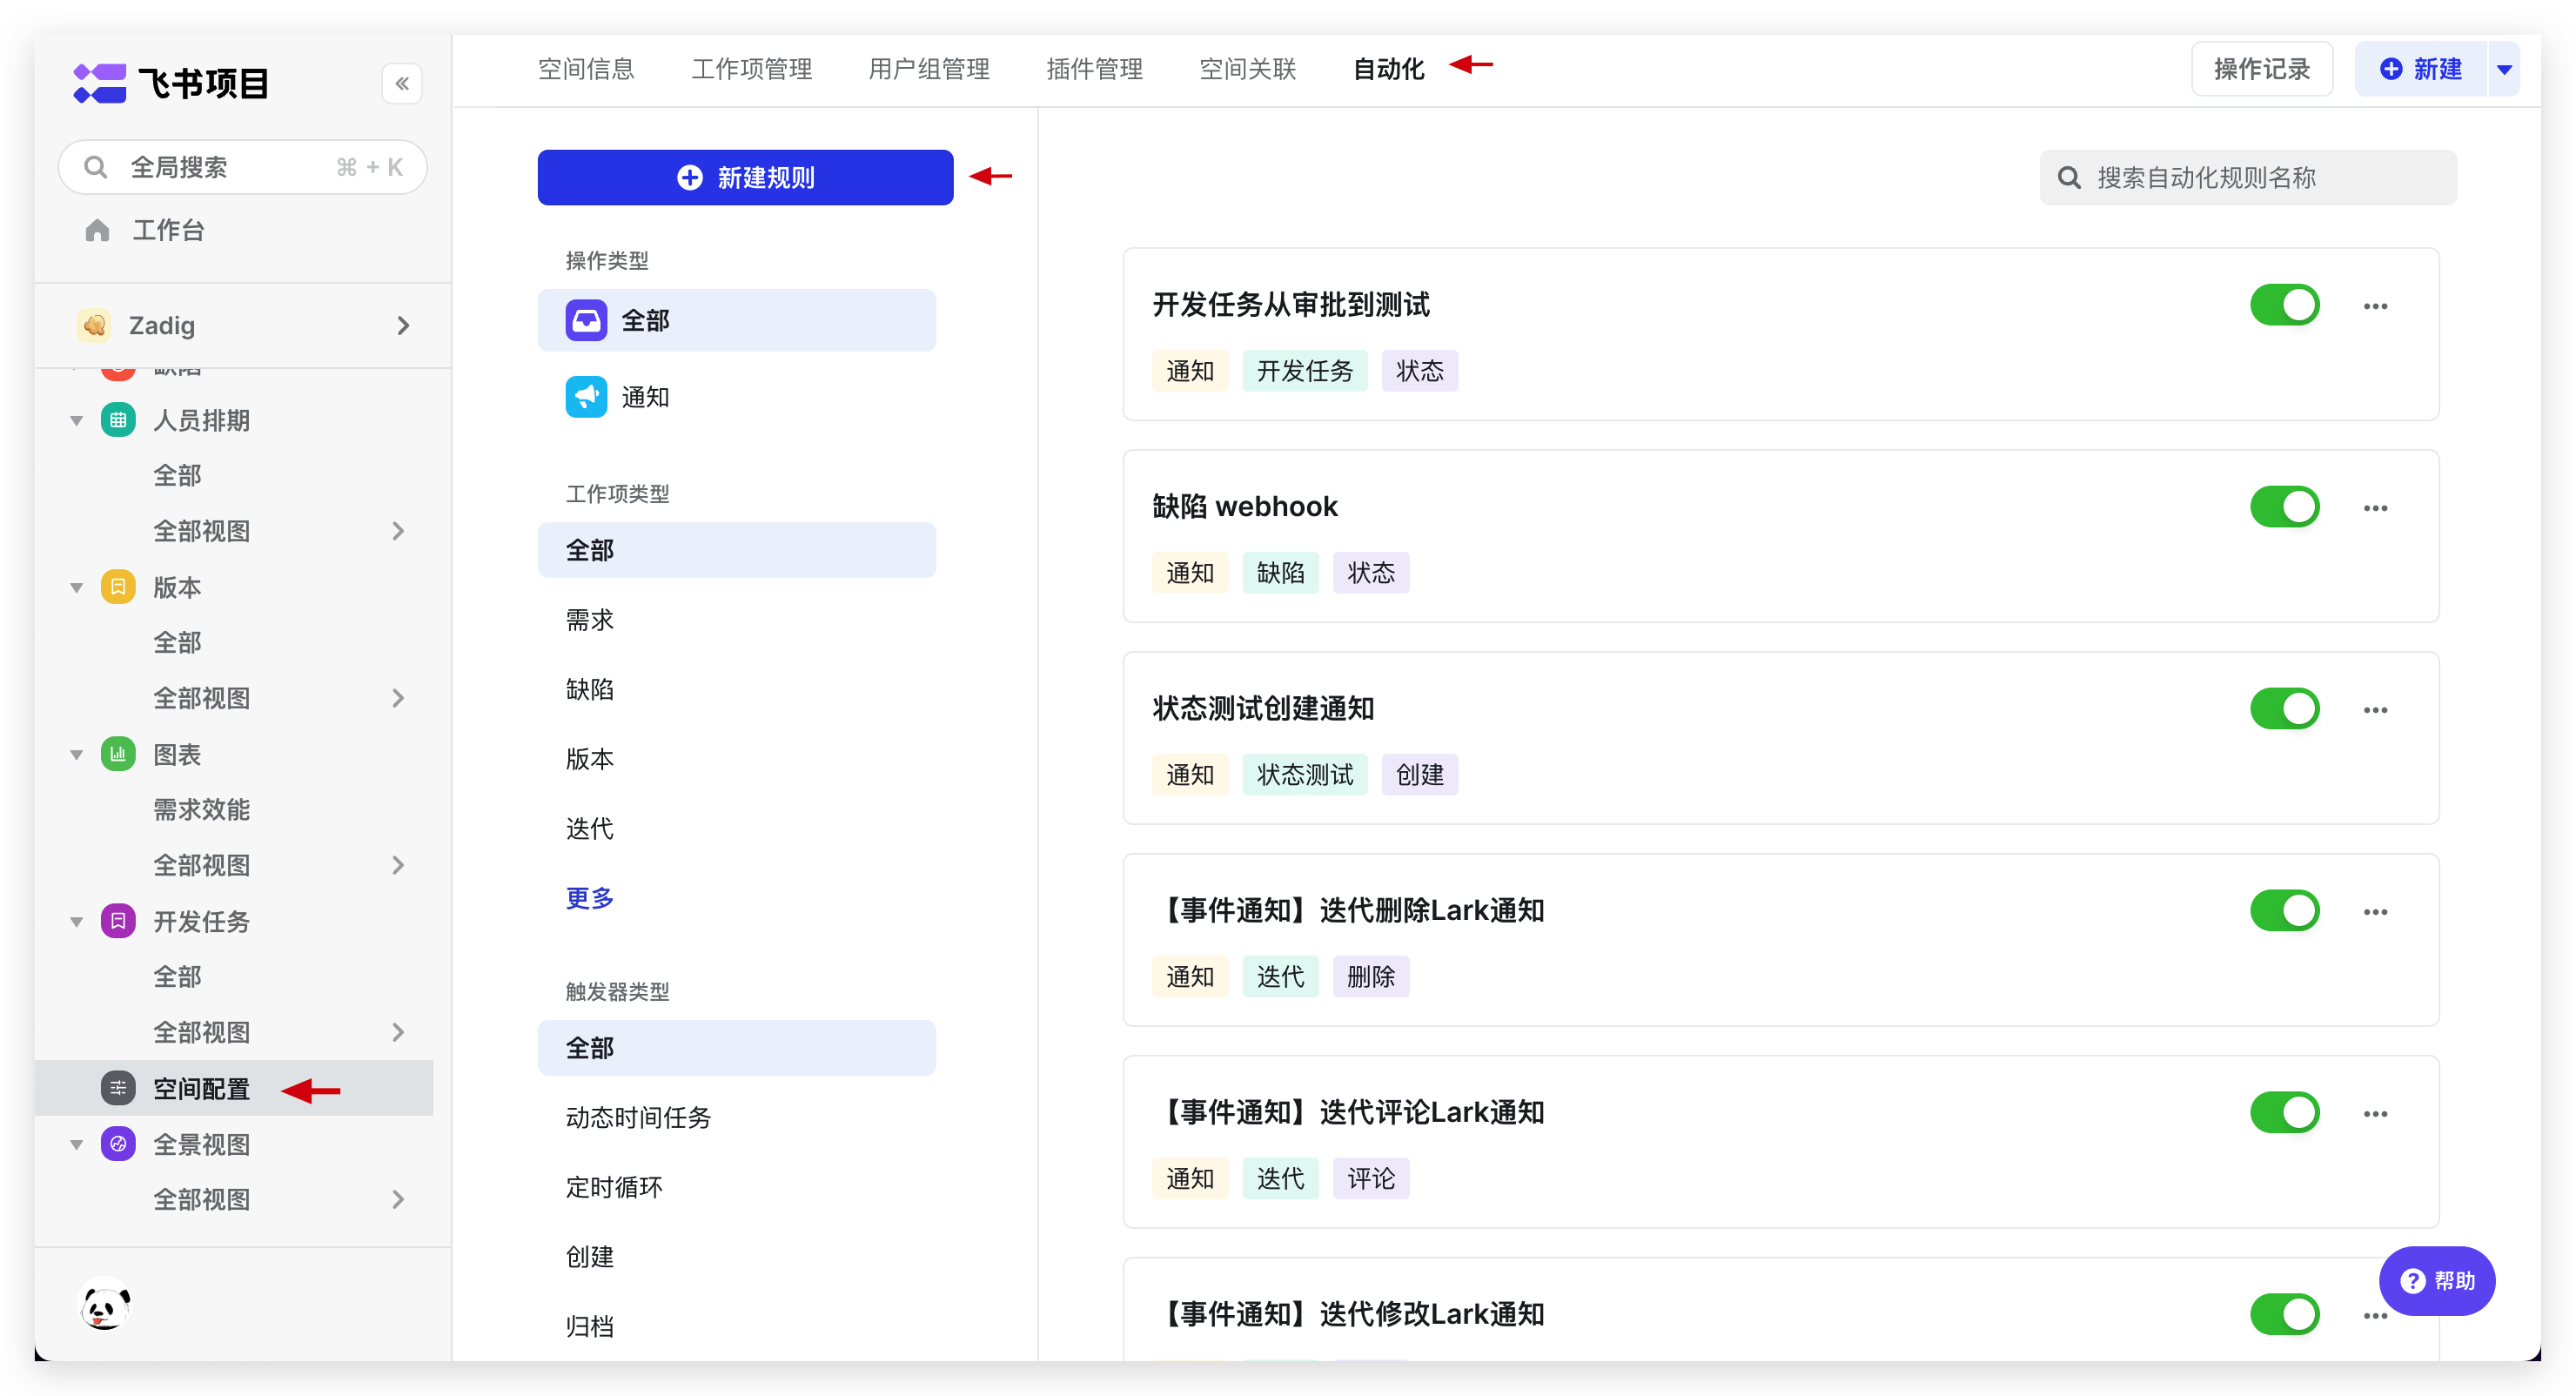 飞书项目
全局搜索 ⌘ + K
工作台
Zadig
缺陷
人员排期
全部
全部视图
版本
全部
全部视图
图表
需求效能
全部视图
开发任务
全部
全部视图
空间配置
全景视图
全部视图
空间信息 工作项管理 用户组管理 插件管理 空间关联 自动化
操作记录 新建
新建规则
操作类型
全部
通知
工作项类型
全部
需求
缺陷
版本
迭代
更多
触发器类型
全部
动态时间任务
定时循环
创建
归档
搜索自动化规则名称
开发任务从审批到测试
通知 开发任务 状态
缺陷 webhook
通知 缺陷 状态
状态测试创建通知
通知 状态测试 创建
【事件通知】迭代删除Lark通知
通知 迭代 删除
【事件通知】迭代评论Lark通知
通知 迭代 评论
【事件通知】迭代修改Lark通知
帮助